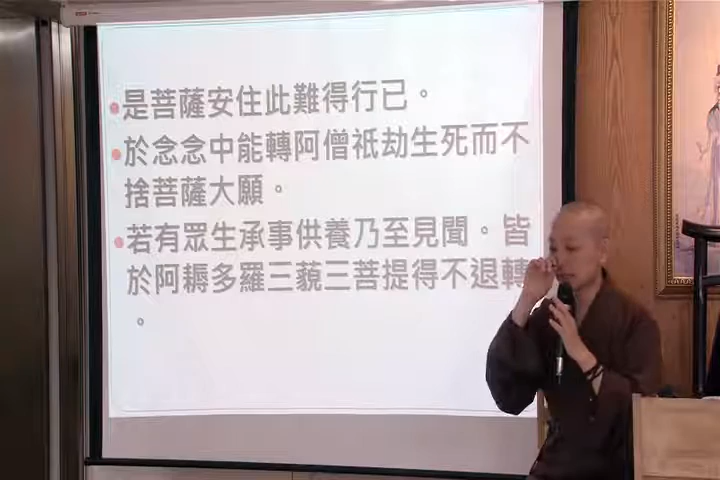 是菩薩安住此難得行已。
於念念中能轉阿僧祇劫生死而不
捨菩薩大願。
若有眾生承事供養乃至見聞。皆
於阿耨多羅三藐三菩提得不退轉
。